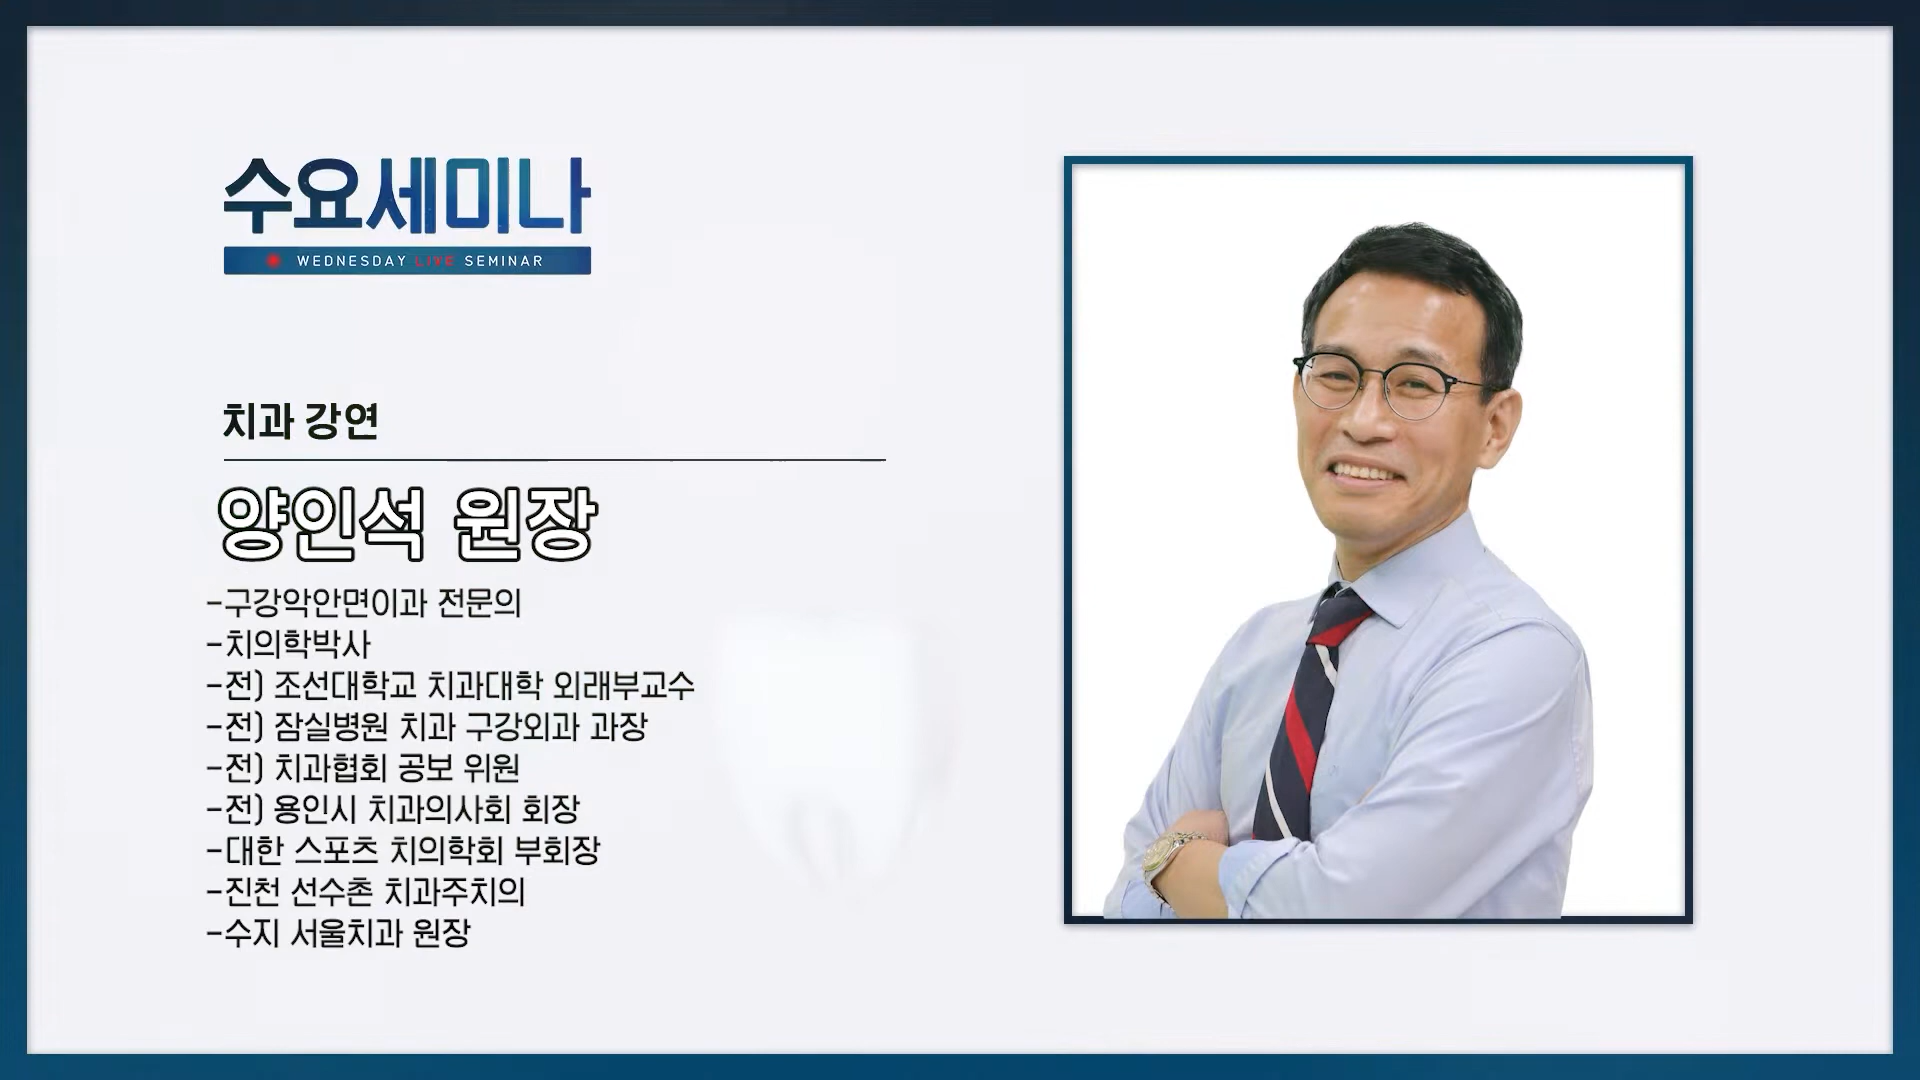 수요세미나
WEDNESDAY LIVE SEMINAR
치과 강연
양인석 원장
-구강악안면이과 전문의
-치의학박사
-전) 조선대학교 치과대학 외래부교수
-전) 잠실병원 치과 구강외과 과장
-전) 치과협회 공보 위원
-전) 용인시 치과의사회 회장
-대한 스포츠 치의학회 부회장
-진천 선수촌 치과주치의
-수지 서울치과 원장